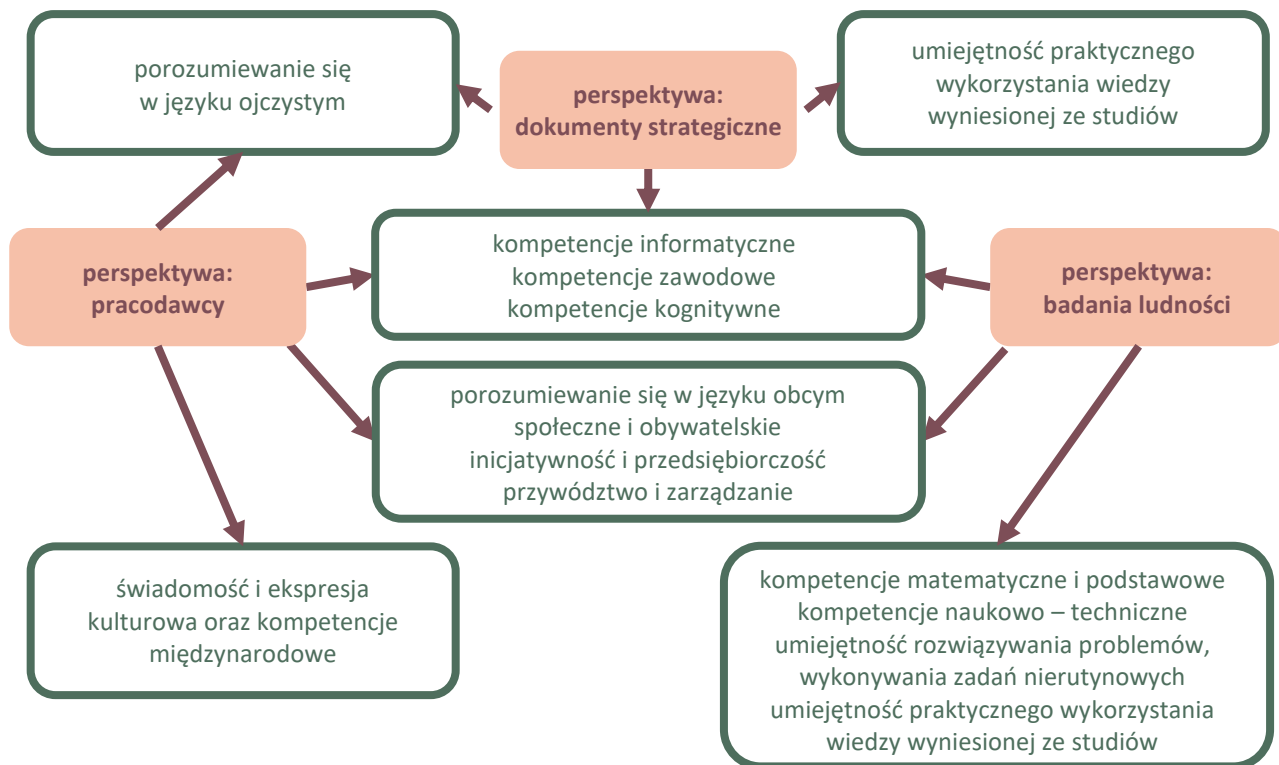 porozumiewanie się
w języku ojczystym
perspektywa:
dokumenty strategiczne
umiejętność praktycznego
wykorzystania wiedzy
wyniesionej ze studiów
perspektywa:
pracodawcy
kompetencje informatyczne
kompetencje zawodowe
kompetencje kognitywne
perspektywa:
badania ludności
porozumiewanie się w języku obcym
społeczne i obywatelskie
inicjatywność i przedsiębiorczość
przywództwo i zarządzanie
świadomość i ekspresja
kulturowa oraz kompetencje
międzynarodowe
kompetencje matematyczne i podstawowe
kompetencje naukowo – techniczne
umiejętność rozwiązywania problemów,
wykonywania zadań nierutynowych
umiejętność praktycznego wykorzystania
wiedzy wyniesionej ze studiów